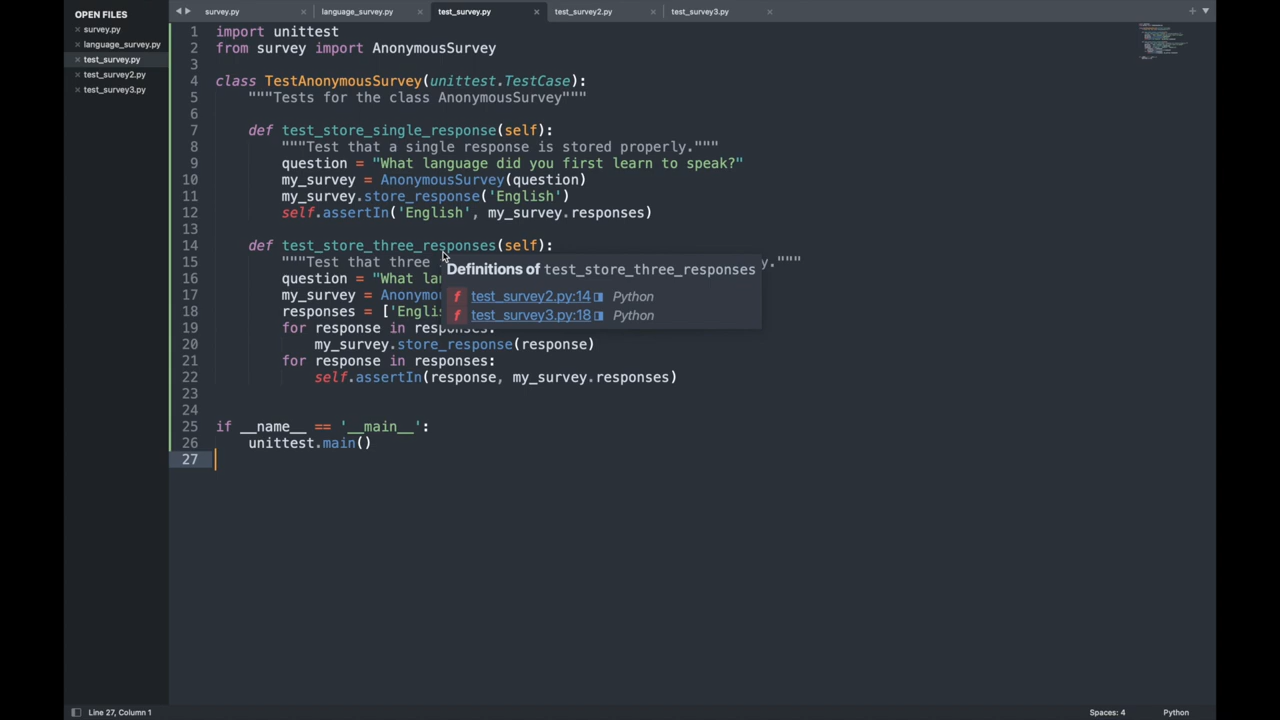 OPEN FILES
survey.py
language_survey.py
test_survey.py
test_survey2.py
test_survey3.py
survey.py × language_survey.py × test_survey.py × test_survey2.py × test_survey3.py ×
1 import unittest
2 from survey import AnonymousSurvey
3
4 class TestAnonymousSurvey(unittest.TestCase):
5 """Tests for the class AnonymousSurvey"""
6
7 def test_store_single_response(self):
8 """Test that a single response is stored properly."""
9 question = "What language did you first learn to speak?"
10 my_survey = AnonymousSurvey(question)
11 my_survey.store_response('English')
12 self.assertIn('English', my_survey.responses)
13
14 def test_store_three_responses(self):
15 """Test that three y."""
Definitions of test_store_three_responses
16 question = "What la
f test_survey2.py:14 Python
17 my_survey = Anonymo
18 responses = ['Englis
f test_survey3.py:18 Python
19 for response in responses:
20 my_survey.store_response(response)
21 for response in responses:
22 self.assertIn(response, my_survey.responses)
23
24
25 if __name__ == '__main__':
26 unittest.main()
27
Line 27, Column 1 Spaces: 4 Python